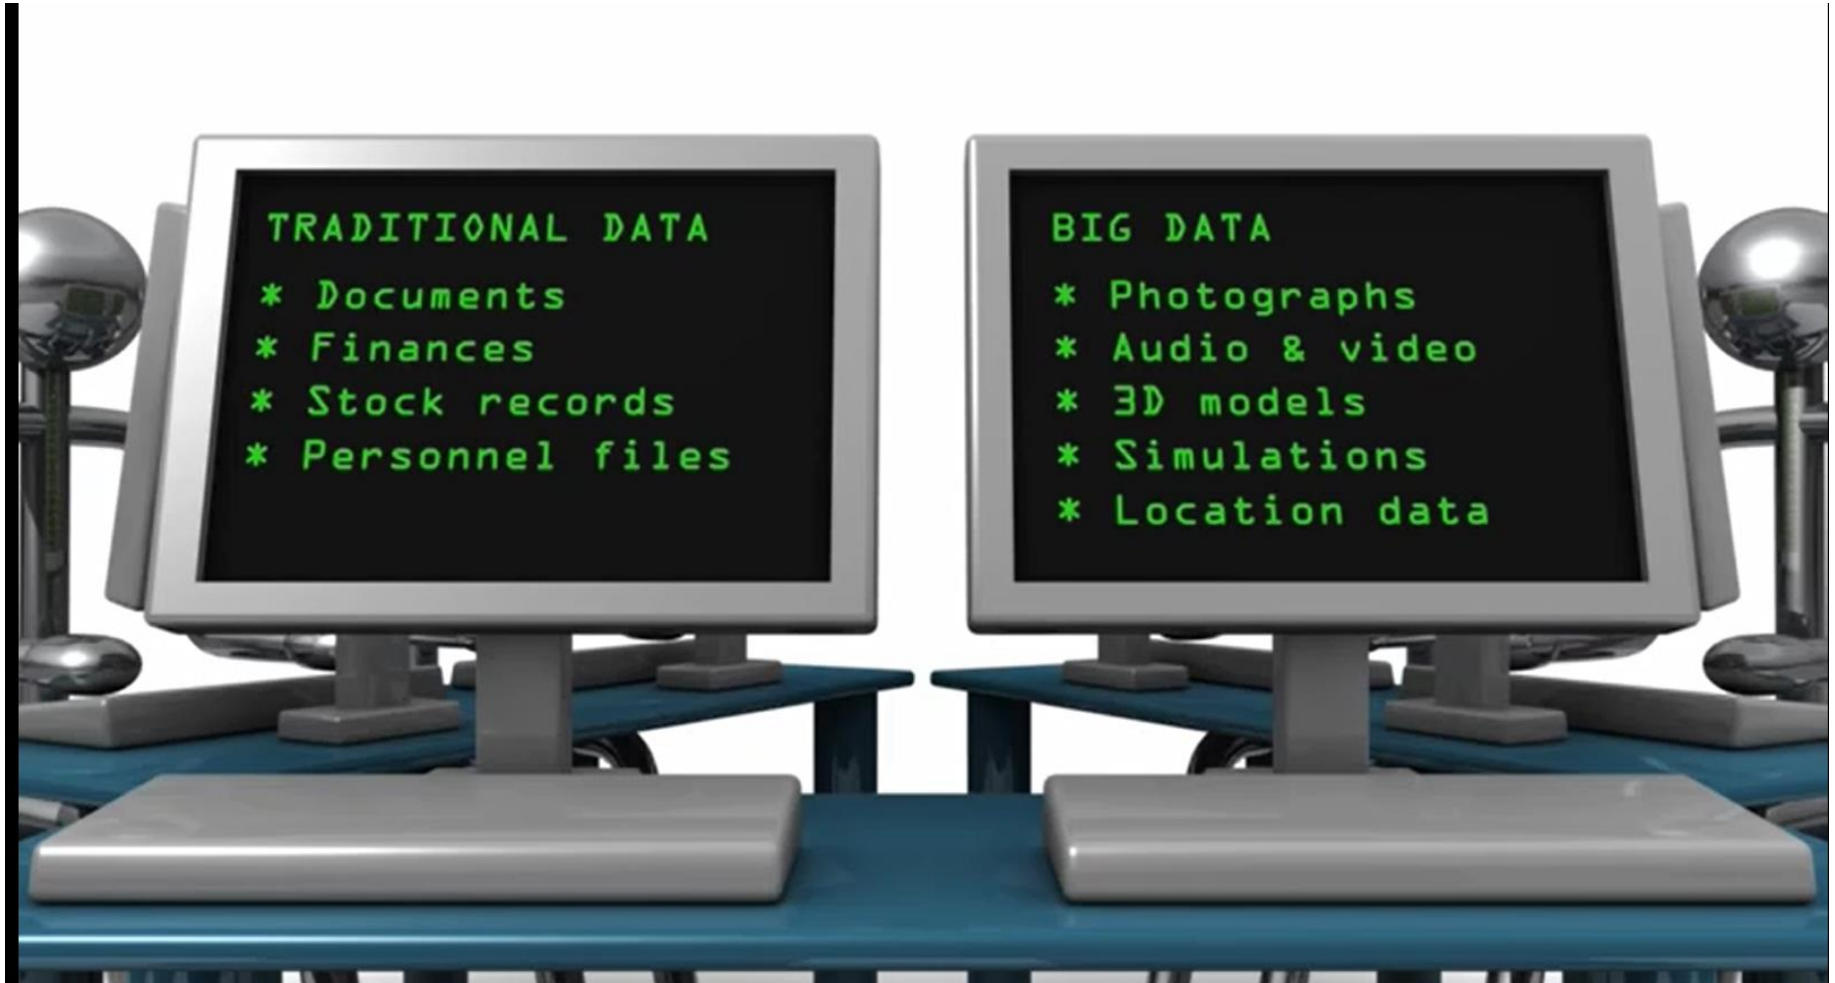 TRADITIONAL DATA
* Documents
* Finances
* Stock records
* Personnel files
BIG DATA
* Photographs
* Audio & video
* 3D models
* Simulations
* Location data